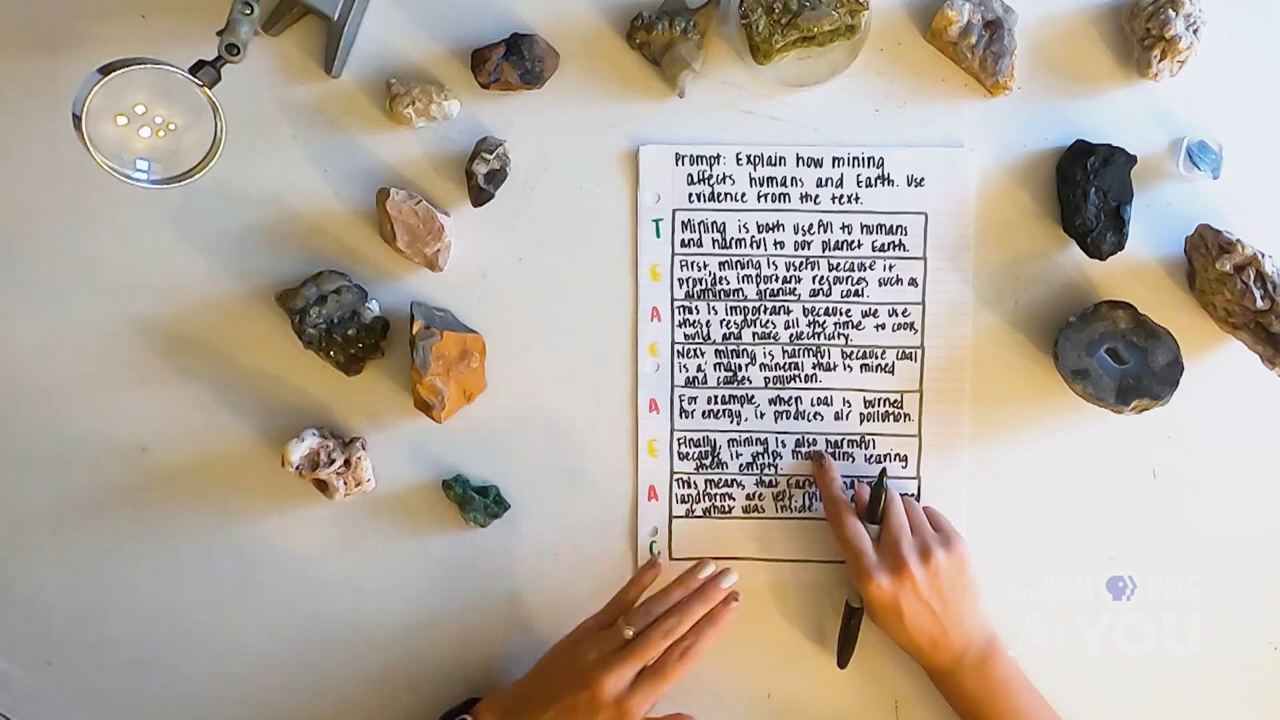 Prompt: Explain how mining
affects humans and Earth. Use
evidence from the text.
T
Mining is both useful to humans
and harmful to our planet Earth.
E
First, mining is useful because it
provides important resources such as
aluminum, granite, and coal.
A
This is important because we use
these resources all the time to cook,
build, and have electricity.
E
Next mining is harmful because coal
is a major mineral that is mined
and causes pollution.
A
For example, when coal is burned
for energy, it produces air pollution.
E
Finally, mining is also harmful
because it strips leaving
them empty.
A
This means that
landforms are left
of what was inside.
C
PBS
for YOU